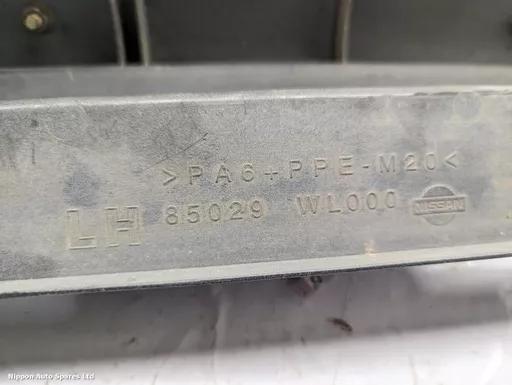 >PA6+PPE-M20<
LH 85029 WL000 NISSAN
Nippon Auto Spares Ltd